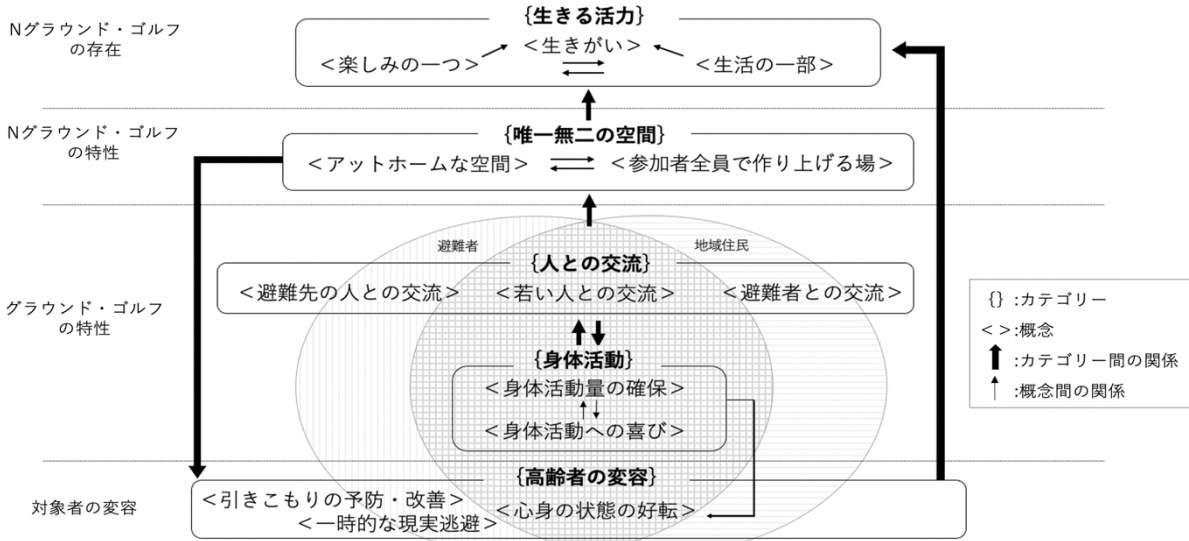 Nグラウンド・ゴルフ
の存在
{生きる活力}
<生きがい>
<楽しみの一つ>
<生活の一部>
Nグラウンド・ゴルフ
の特性
{唯一無二の空間}
<アットホームな空間>
<参加者全員で作り上げる場>
グラウンド・ゴルフ
の特性
避難者
地域住民
{人との交流}
<避難先の人との交流>
<若い人との交流>
<避難者との交流>
{身体活動}
<身体活動量の確保>
<身体活動への喜び>
対象者の変容
{高齢者の変容}
<引きこもりの予防・改善>
<一時的な現実逃避>
<心身の状態の好転>
{} :カテゴリー
< >:概念
:カテゴリー間の関係
:概念間の関係